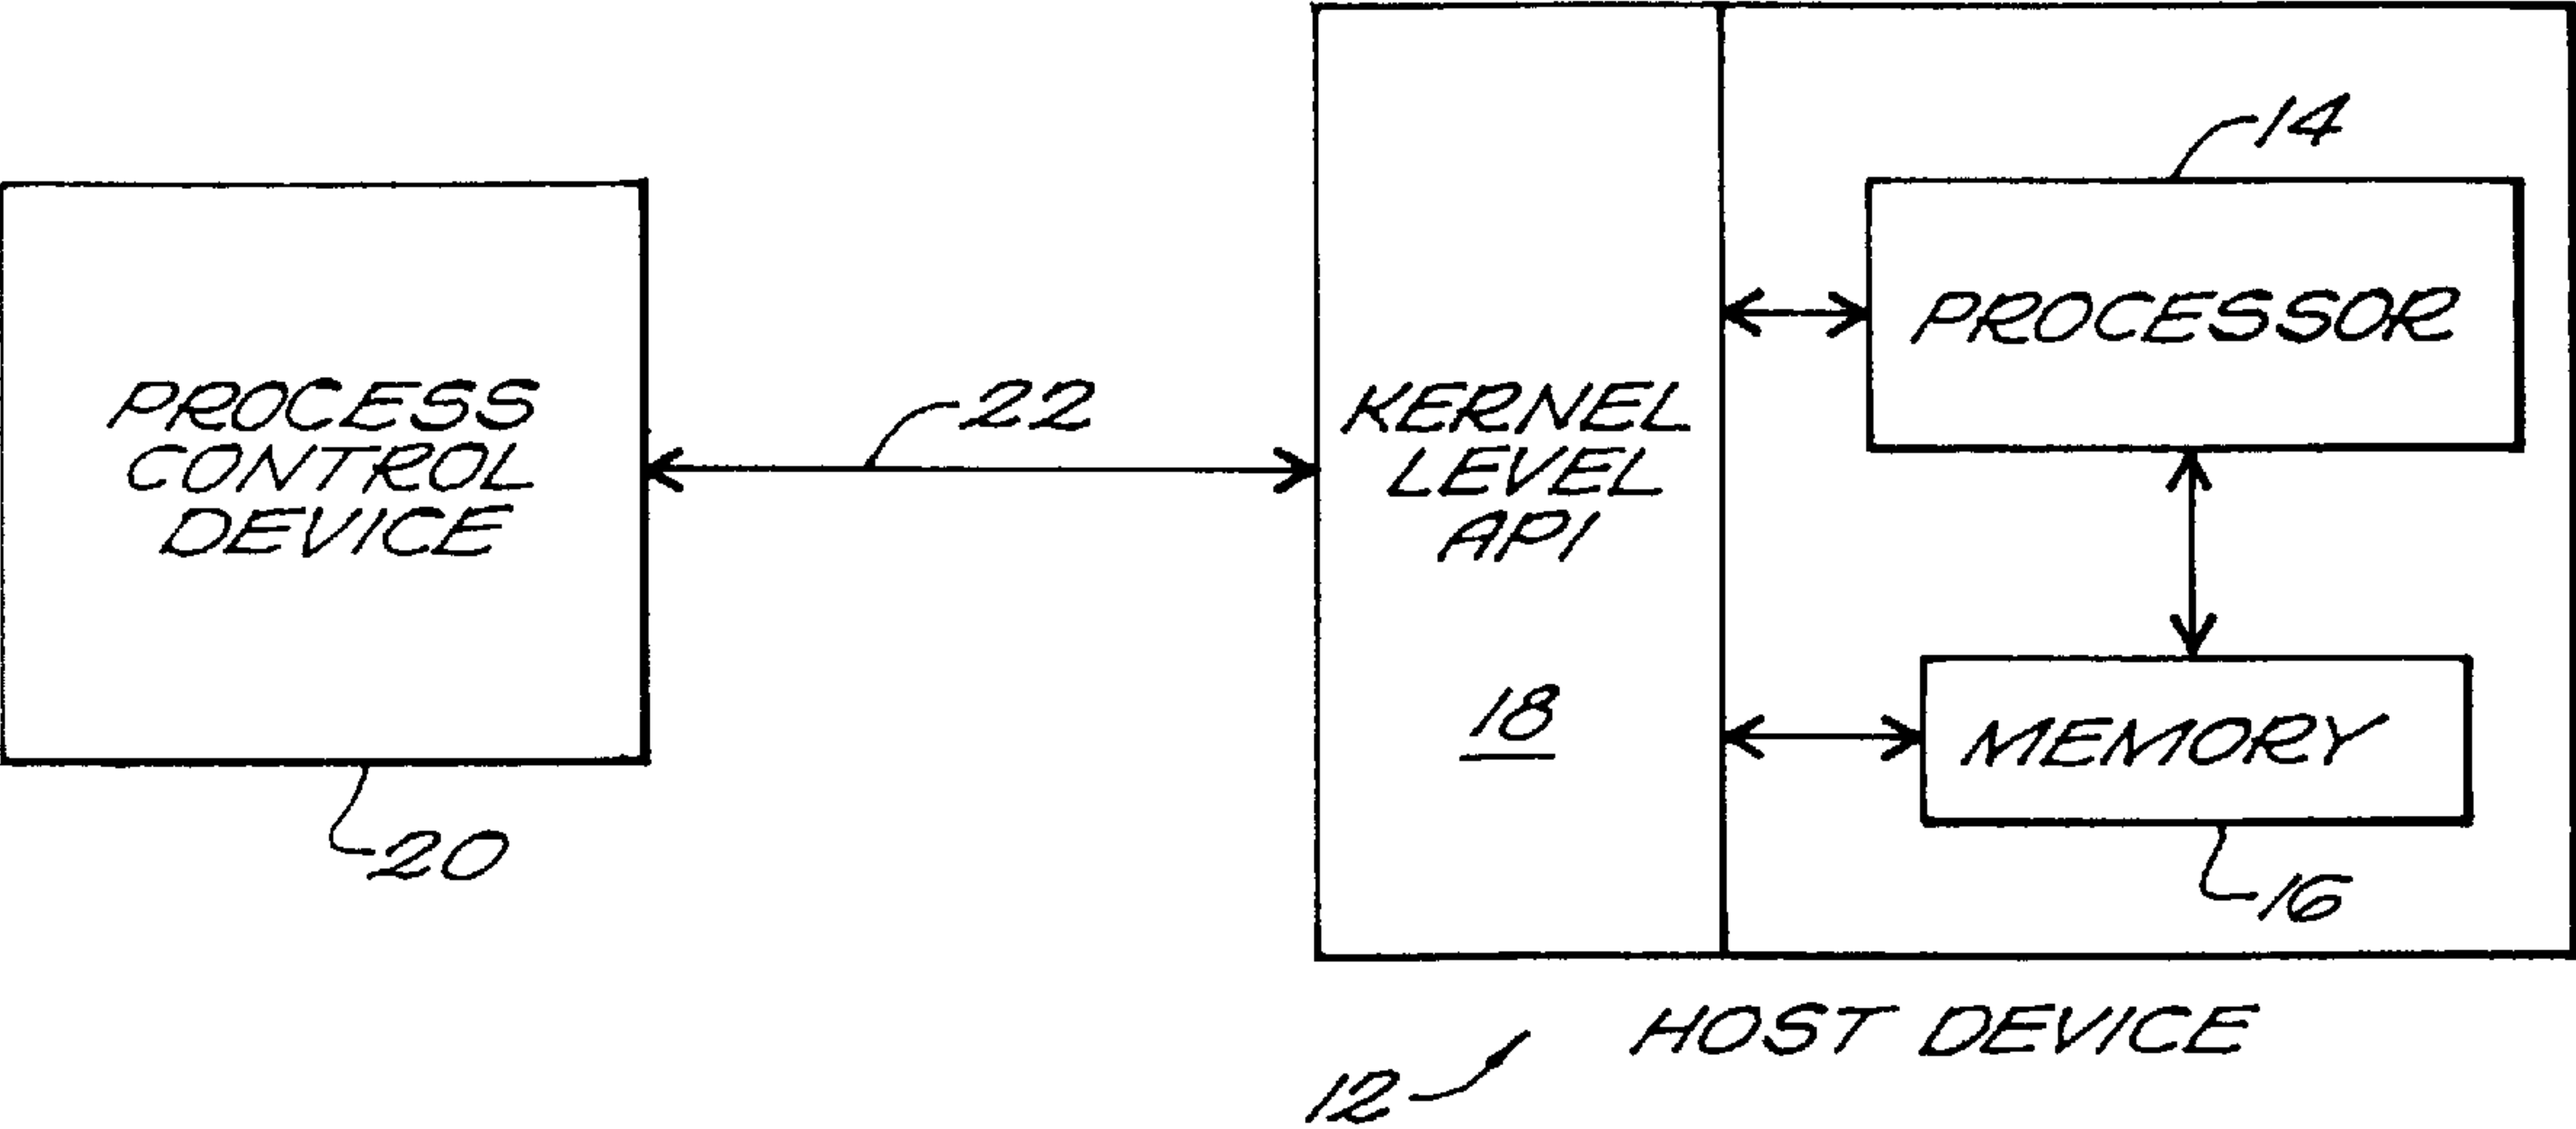 14
PROCESSOR
PROCESS
CONTROL
DEVICE
22
KERNEL
LEVEL
API
18
MEMORY
20
16
HOST DEVICE
12